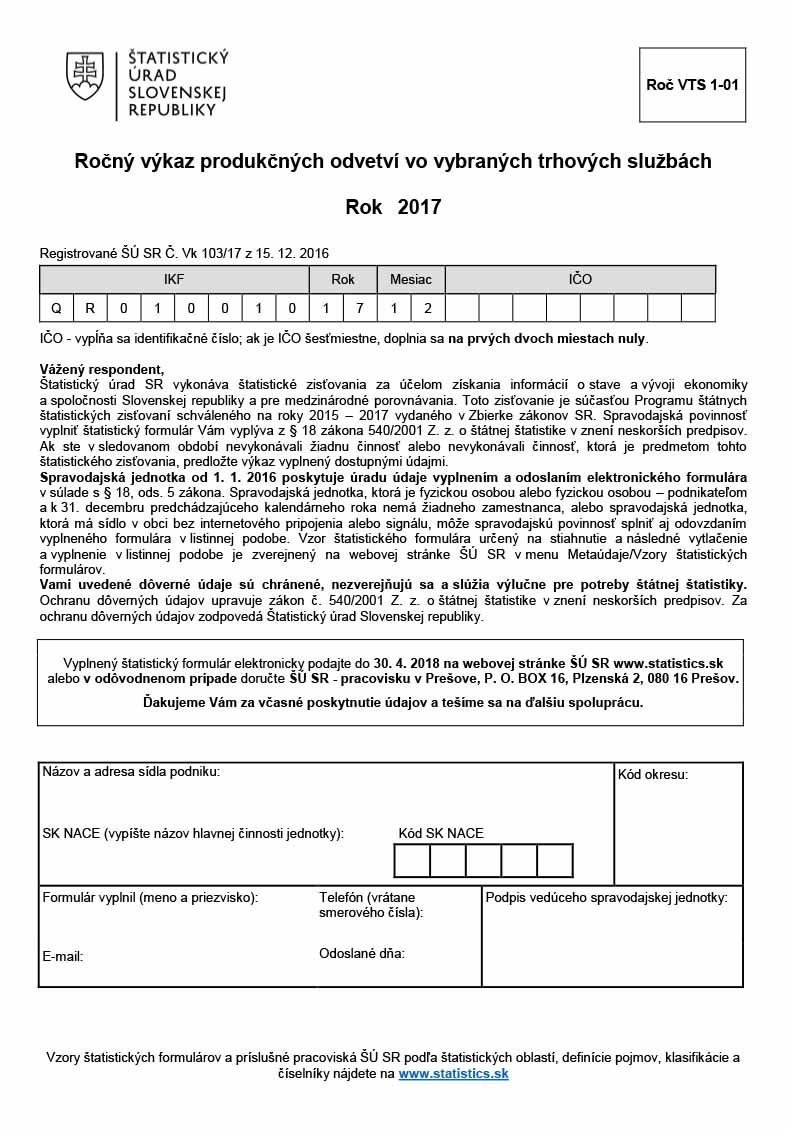 ŠTATISTICKÝ
ÚRAD
SLOVENSKEJ
REPUBLIKY
Roč VTS 1-01
Ročný výkaz produkčných odvetví vo vybraných trhových službách
Rok 2017
Registrované ŠÚ SR Č. Vk 103/17 z 15. 12. 2016
IKF Rok Mesiac IČO
Q R 0 1 0 0 1 0 1 7 1 2
IČO - vypĺňa sa identifikačné číslo; ak je IČO šesťmiestne, doplnia sa na prvých dvoch miestach nuly.
Vážený respondent,
Štatistický úrad SR vykonáva štatistické zisťovania za účelom získania informácií o stave a vývoji ekonomiky
a spoločnosti Slovenskej republiky a pre medzinárodné porovnávania. Toto zisťovanie je súčasťou Programu štátnych
štatistických zisťovaní schváleného na roky 2015 – 2017 vydaného v Zbierke zákonov SR. Spravodajská povinnosť
vyplniť štatistický formulár Vám vyplýva z § 18 zákona 540/2001 Z. z. o štátnej štatistike v znení neskorších predpisov.
Ak ste v sledovanom období nevykonávali žiadnu činnosť alebo nevykonávali činnosť, ktorá je predmetom tohto
štatistického zisťovania, predložte výkaz vyplnený dostupnými údajmi.
Spravodajská jednotka od 1. 1. 2016 poskytuje úradu údaje vyplnením a odoslaním elektronického formulára
v súlade s § 18, ods. 5 zákona. Spravodajská jednotka, ktorá je fyzickou osobou alebo fyzickou osobou – podnikateľom
a k 31. decembru predchádzajúceho kalendárneho roka nemá žiadneho zamestnanca, alebo spravodajská jednotka,
ktorá má sídlo v obci bez internetového pripojenia alebo signálu, môže spravodajskú povinnosť splniť aj odovzdaním
vyplneného formulára v listinnej podobe. Vzor štatistického formulára určený na stiahnutie a následné vytlačenie
a vyplnenie v listinnej podobe je zverejnený na webovej stránke ŠÚ SR v menu Metaúdaje/Vzory štatistických
formulárov.
Vami uvedené dôverné údaje sú chránené, nezverejňujú sa a slúžia výlučne pre potreby štátnej štatistiky.
Ochranu dôverných údajov upravuje zákon č. 540/2001 Z. z. o štátnej štatistike v znení neskorších predpisov. Za
ochranu dôverných údajov zodpovedá Štatistický úrad Slovenskej republiky.
Vyplnený štatistický formulár elektronicky podajte do 30. 4. 2018 na webovej stránke ŠÚ SR www.statistics.sk
alebo v odôvodnenom prípade doručte ŠÚ SR - pracovisku v Prešove, P. O. BOX 16, Plzenská 2, 080 16 Prešov.
Ďakujeme Vám za včasné poskytnutie údajov a tešíme sa na ďalšiu spoluprácu.
Názov a adresa sídla podniku:
Kód okresu:
SK NACE (vypíšte názov hlavnej činnosti jednotky): Kód SK NACE
Formulár vyplnil (meno a priezvisko):
Telefón (vrátane
smerového čísla):
Podpis vedúceho spravodajskej jednotky:
E-mail:
Odoslané dňa:
Vzory štatistických formulárov a príslušné pracoviská ŠÚ SR podľa štatistických oblastí, definície pojmov, klasifikácie a
číselníky nájdete na www.statistics.sk